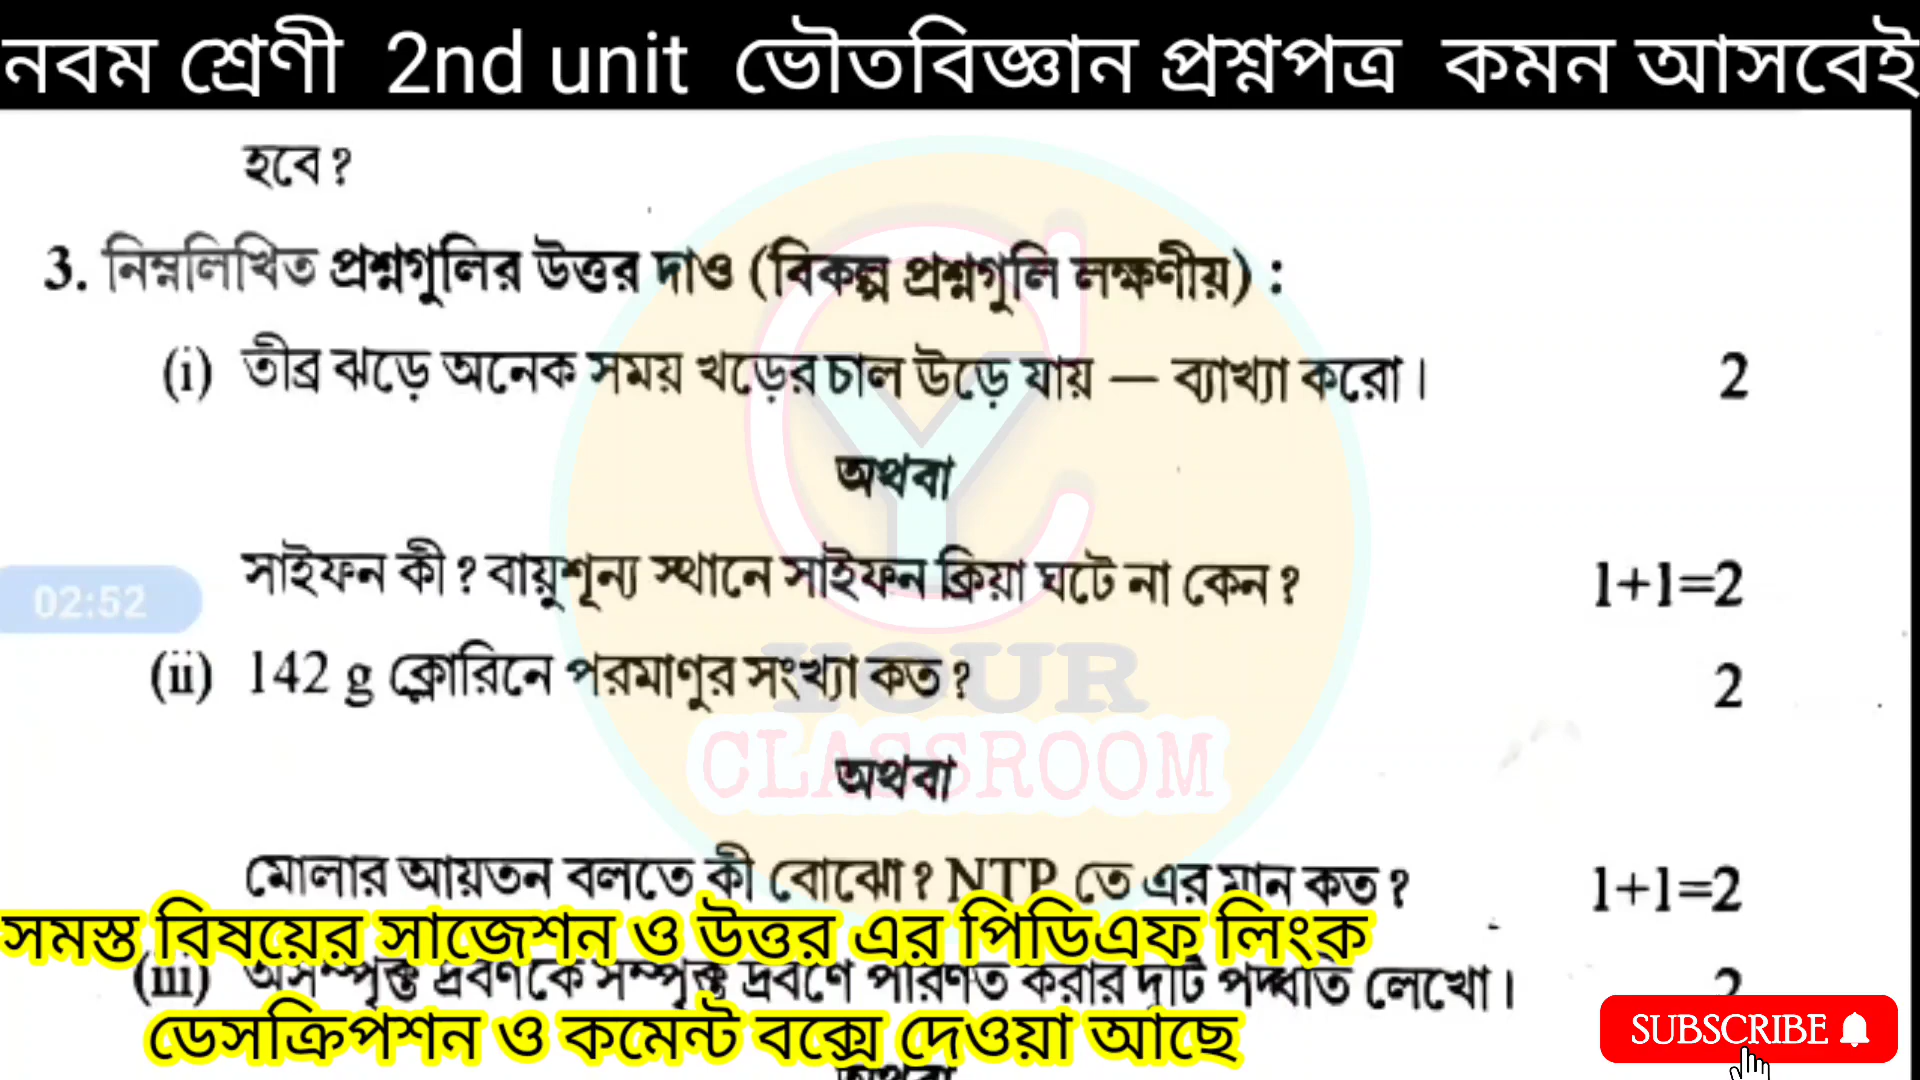 নবম শ্রেণী 2nd unit ভৌতবিজ্ঞান প্রশ্নপত্র কমন আসবেই
হবে?
3. নিম্নলিখিত প্রশ্নগুলির উত্তর দাও (বিকল্প প্রশ্নগুলি লক্ষণীয়) :
(i) তীব্র ঝড়ে অনেক সময় খড়ের চাল উড়ে যায় — ব্যাখ্যা করো। 2
অথবা
সাইফন কী? বায়ুশূন্য স্থানে সাইফন ক্রিয়া ঘটে না কেন? 1+1=2
02:52
(ii) 142 g ক্লোরিনে পরমাণুর সংখ্যা কত? 2
YOUR
CLASSROOM
অথবা
মোলার আয়তন বলতে কী বোঝো? NTP তে এর মান কত? 1+1=2
সমস্ত বিষয়ের সাজেশন ও উত্তর এর পিডিএফ লিংক
(iii) অসম্পৃক্ত দ্রবণকে সম্পৃক্ত দ্রবণে পরিণত করার দুটি পদ্ধতি লেখো। 2
ডেসক্রিপশন ও কমেন্ট বক্সে দেওয়া আছে
SUBSCRIBE
অথবা